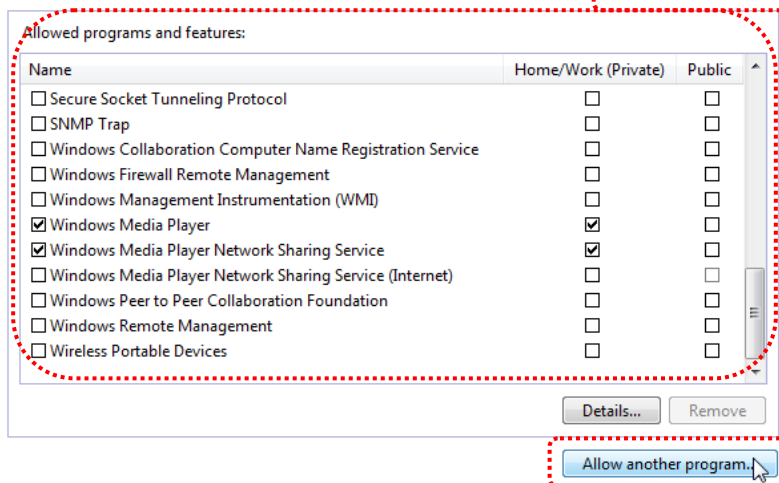 Allowed programs and features:
Name Home/Work (Private) Public
Secure Socket Tunneling Protocol
SNMP Trap
Windows Collaboration Computer Name Registration Service
Windows Firewall Remote Management
Windows Management Instrumentation (WMI)
Windows Media Player
Windows Media Player Network Sharing Service
Windows Media Player Network Sharing Service (Internet)
Windows Peer to Peer Collaboration Foundation
Windows Remote Management
Wireless Portable Devices
Details... Remove
Allow another program...